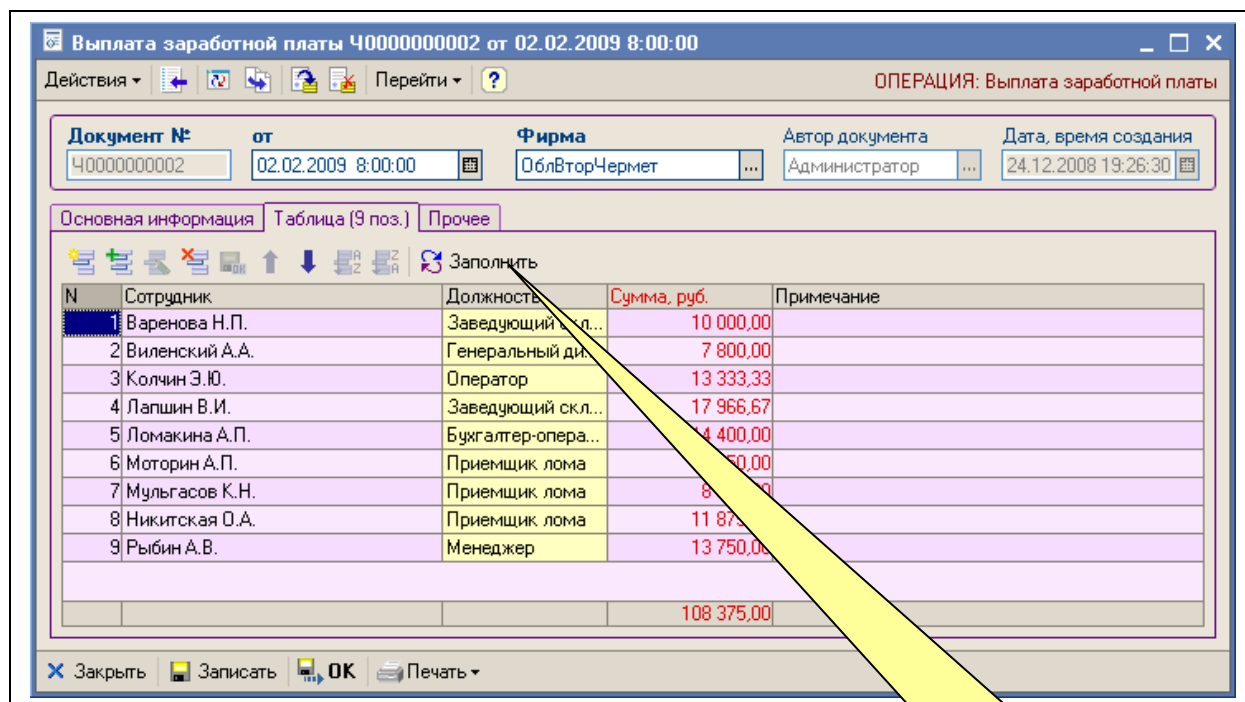 Выплата заработной платы Ч0000000002 от 02.02.2009 8:00:00
Действия Перейти ? ОПЕРАЦИЯ: Выплата заработной платы
Документ № от Фирма Автор документа Дата, время создания
Ч0000000002 02.02.2009 8:00:00 ОблВторЧермет ... Администратор ... 24.12.2008 19:26:30
Основная информация Таблица (9 поз.) Прочее
Заполнить
N Сотрудник Должность Сумма, руб. Примечание
1 Варенова Н.П. Заведующий скл... 10 000,00
2 Виленский А.А. Генеральный ди... 7 800,00
3 Колчин Э.Ю. Оператор 13 333,33
4 Лапшин В.И. Заведующий скл... 17 966,67
5 Ломакина А.П. Бухгалтер-опера... 14 400,00
6 Моторин А.П. Приемщик лома
7 Мульгасов К.Н. Приемщик лома
8 Никитская О.А. Приемщик лома
9 Рыбин А.В. Менеджер 13 750,00
108 375,00
Закрыть Записать OK Печать